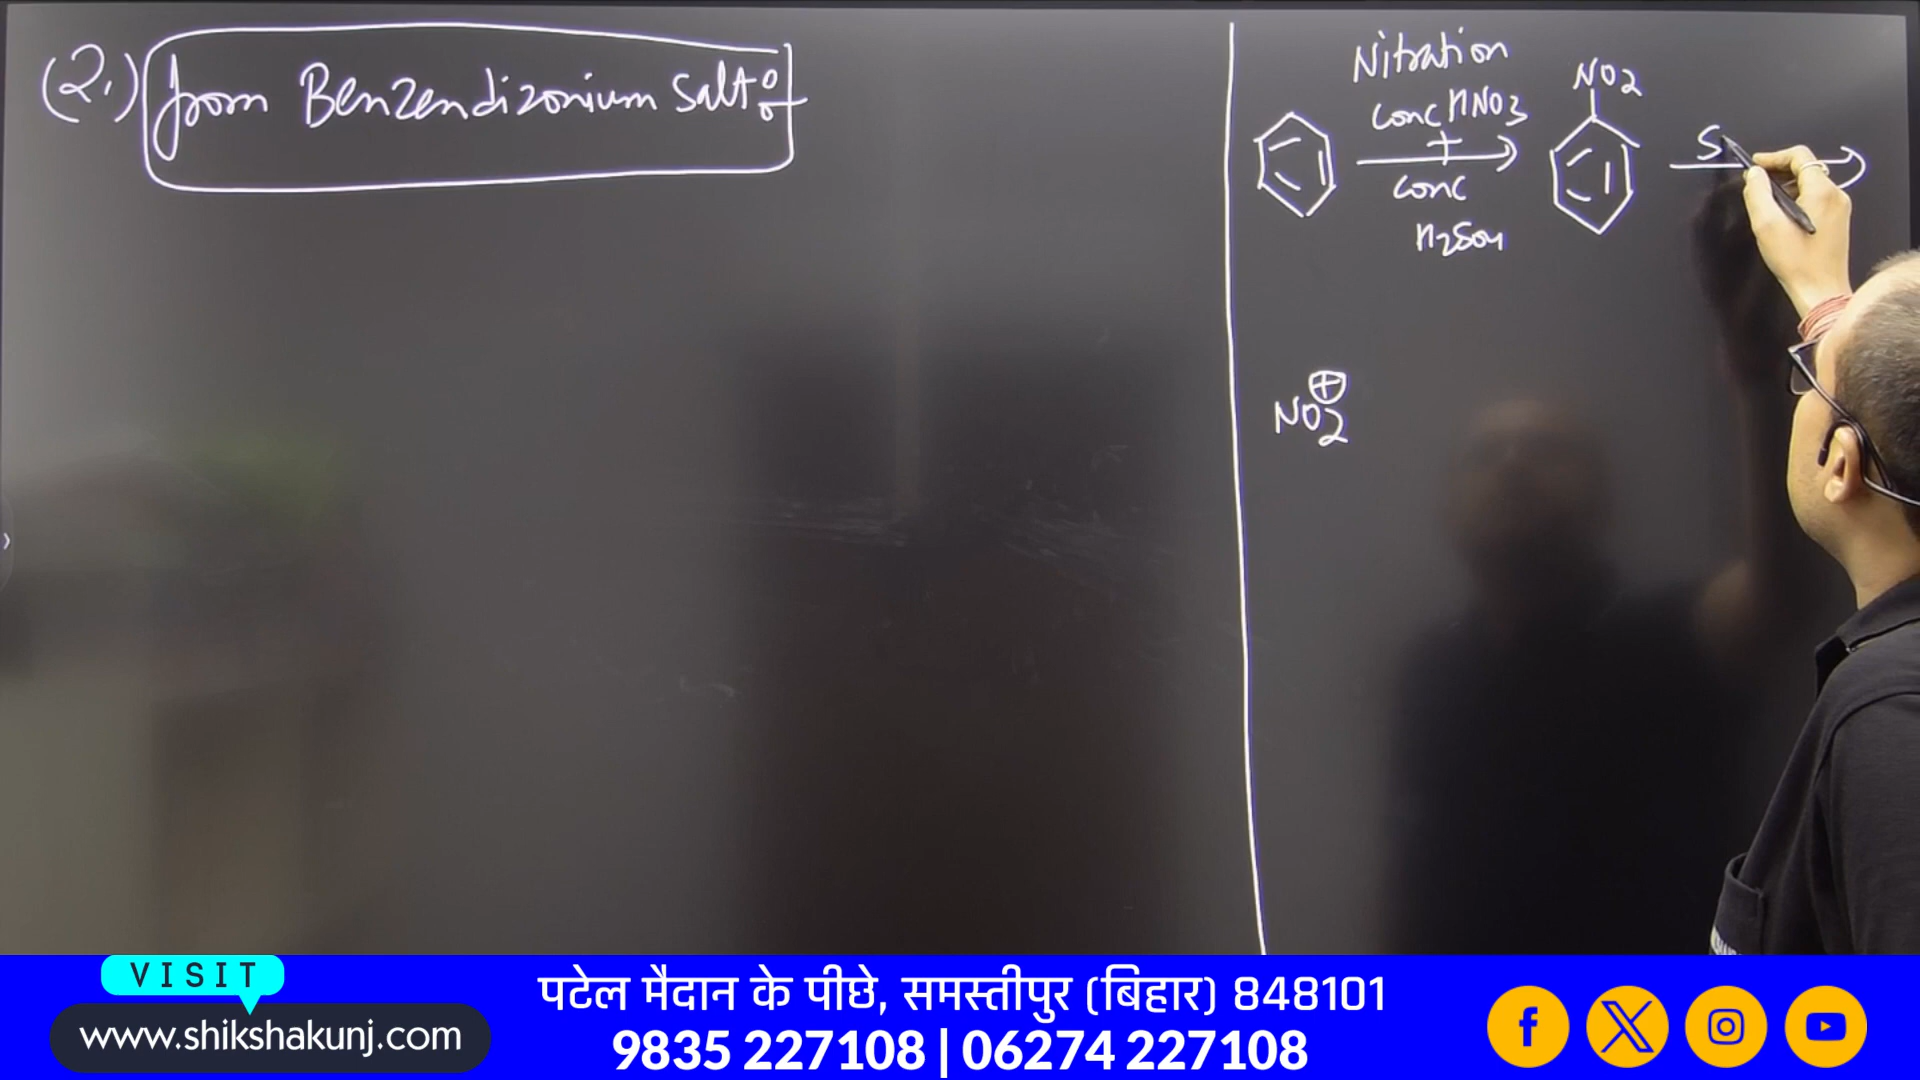 (2.) from Benzendizonium Salt:
Nitration
Conc HNO3
+
Conc
H2SO4
NO2
S
NO2 +
VISIT
www.shikshakunj.com
पटेल मैदान के पीछे, समस्तीपुर (बिहार) 848101
9835 227108 | 06274 227108